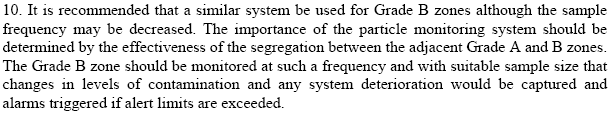 10. It is recommended that a similar system be used for Grade B zones although the sample
frequency may be decreased. The importance of the particle monitoring system should be
determined by the effectiveness of the segregation between the adjacent Grade A and B zones.
The Grade B zone should be monitored at such a frequency and with suitable sample size that
changes in levels of contamination and any system deterioration would be captured and
alarms triggered if alert limits are exceeded.